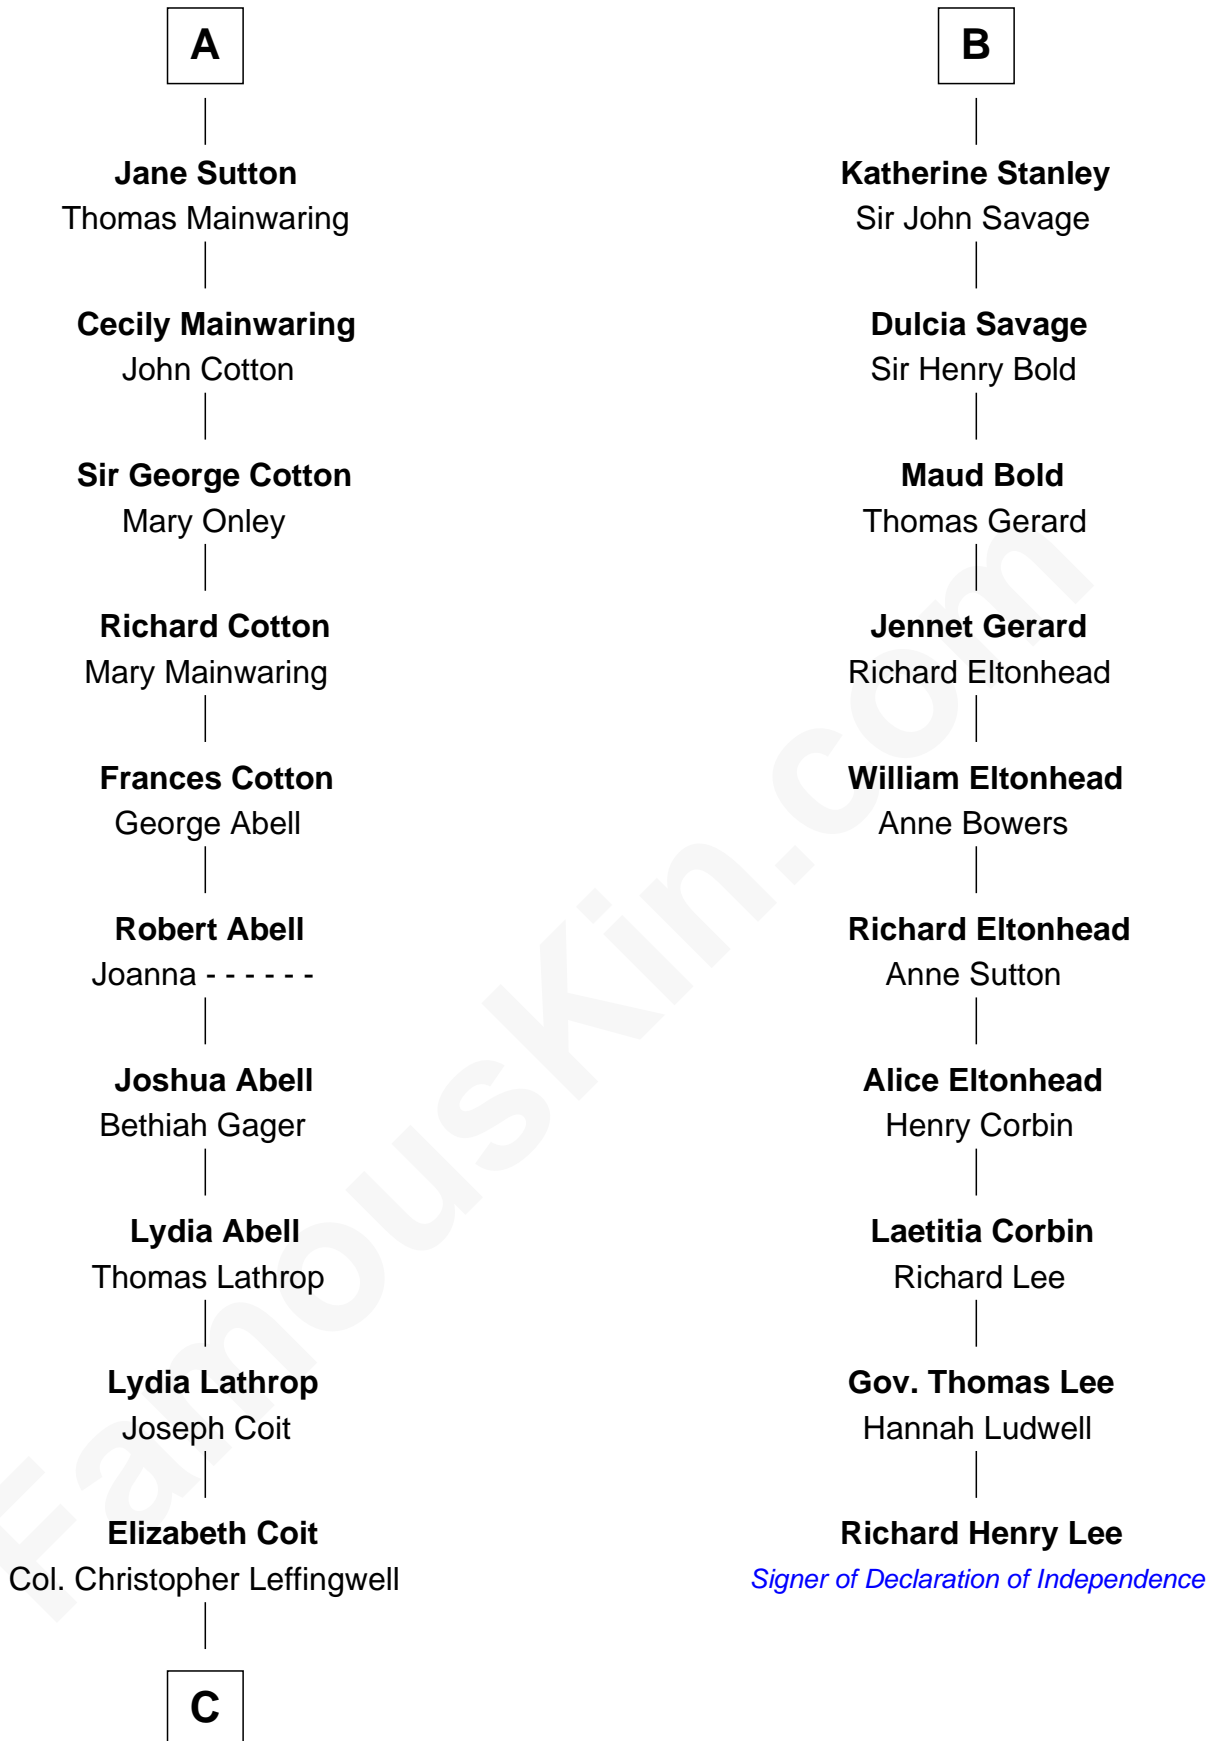 A
Jane Sutton
Thomas Mainwaring
Cecily Mainwaring
John Cotton
Sir George Cotton
Mary Onley
Richard Cotton
Mary Mainwaring
Frances Cotton
George Abell
Robert Abell
Joanna - - - - - -
Joshua Abell
Bethiah Gager
Lydia Abell
Thomas Lathrop
Lydia Lathrop
Joseph Coit
Elizabeth Coit
Col. Christopher Leffingwell
C
B
Katherine Stanley
Sir John Savage
Dulcia Savage
Sir Henry Bold
Maud Bold
Thomas Gerard
Jennet Gerard
Richard Eltonhead
William Eltonhead
Anne Bowers
Richard Eltonhead
Anne Sutton
Alice Eltonhead
Henry Corbin
Laetitia Corbin
Richard Lee
Gov. Thomas Lee
Hannah Ludwell
Richard Henry Lee
Signer of Declaration of Independence
FamousKin.com